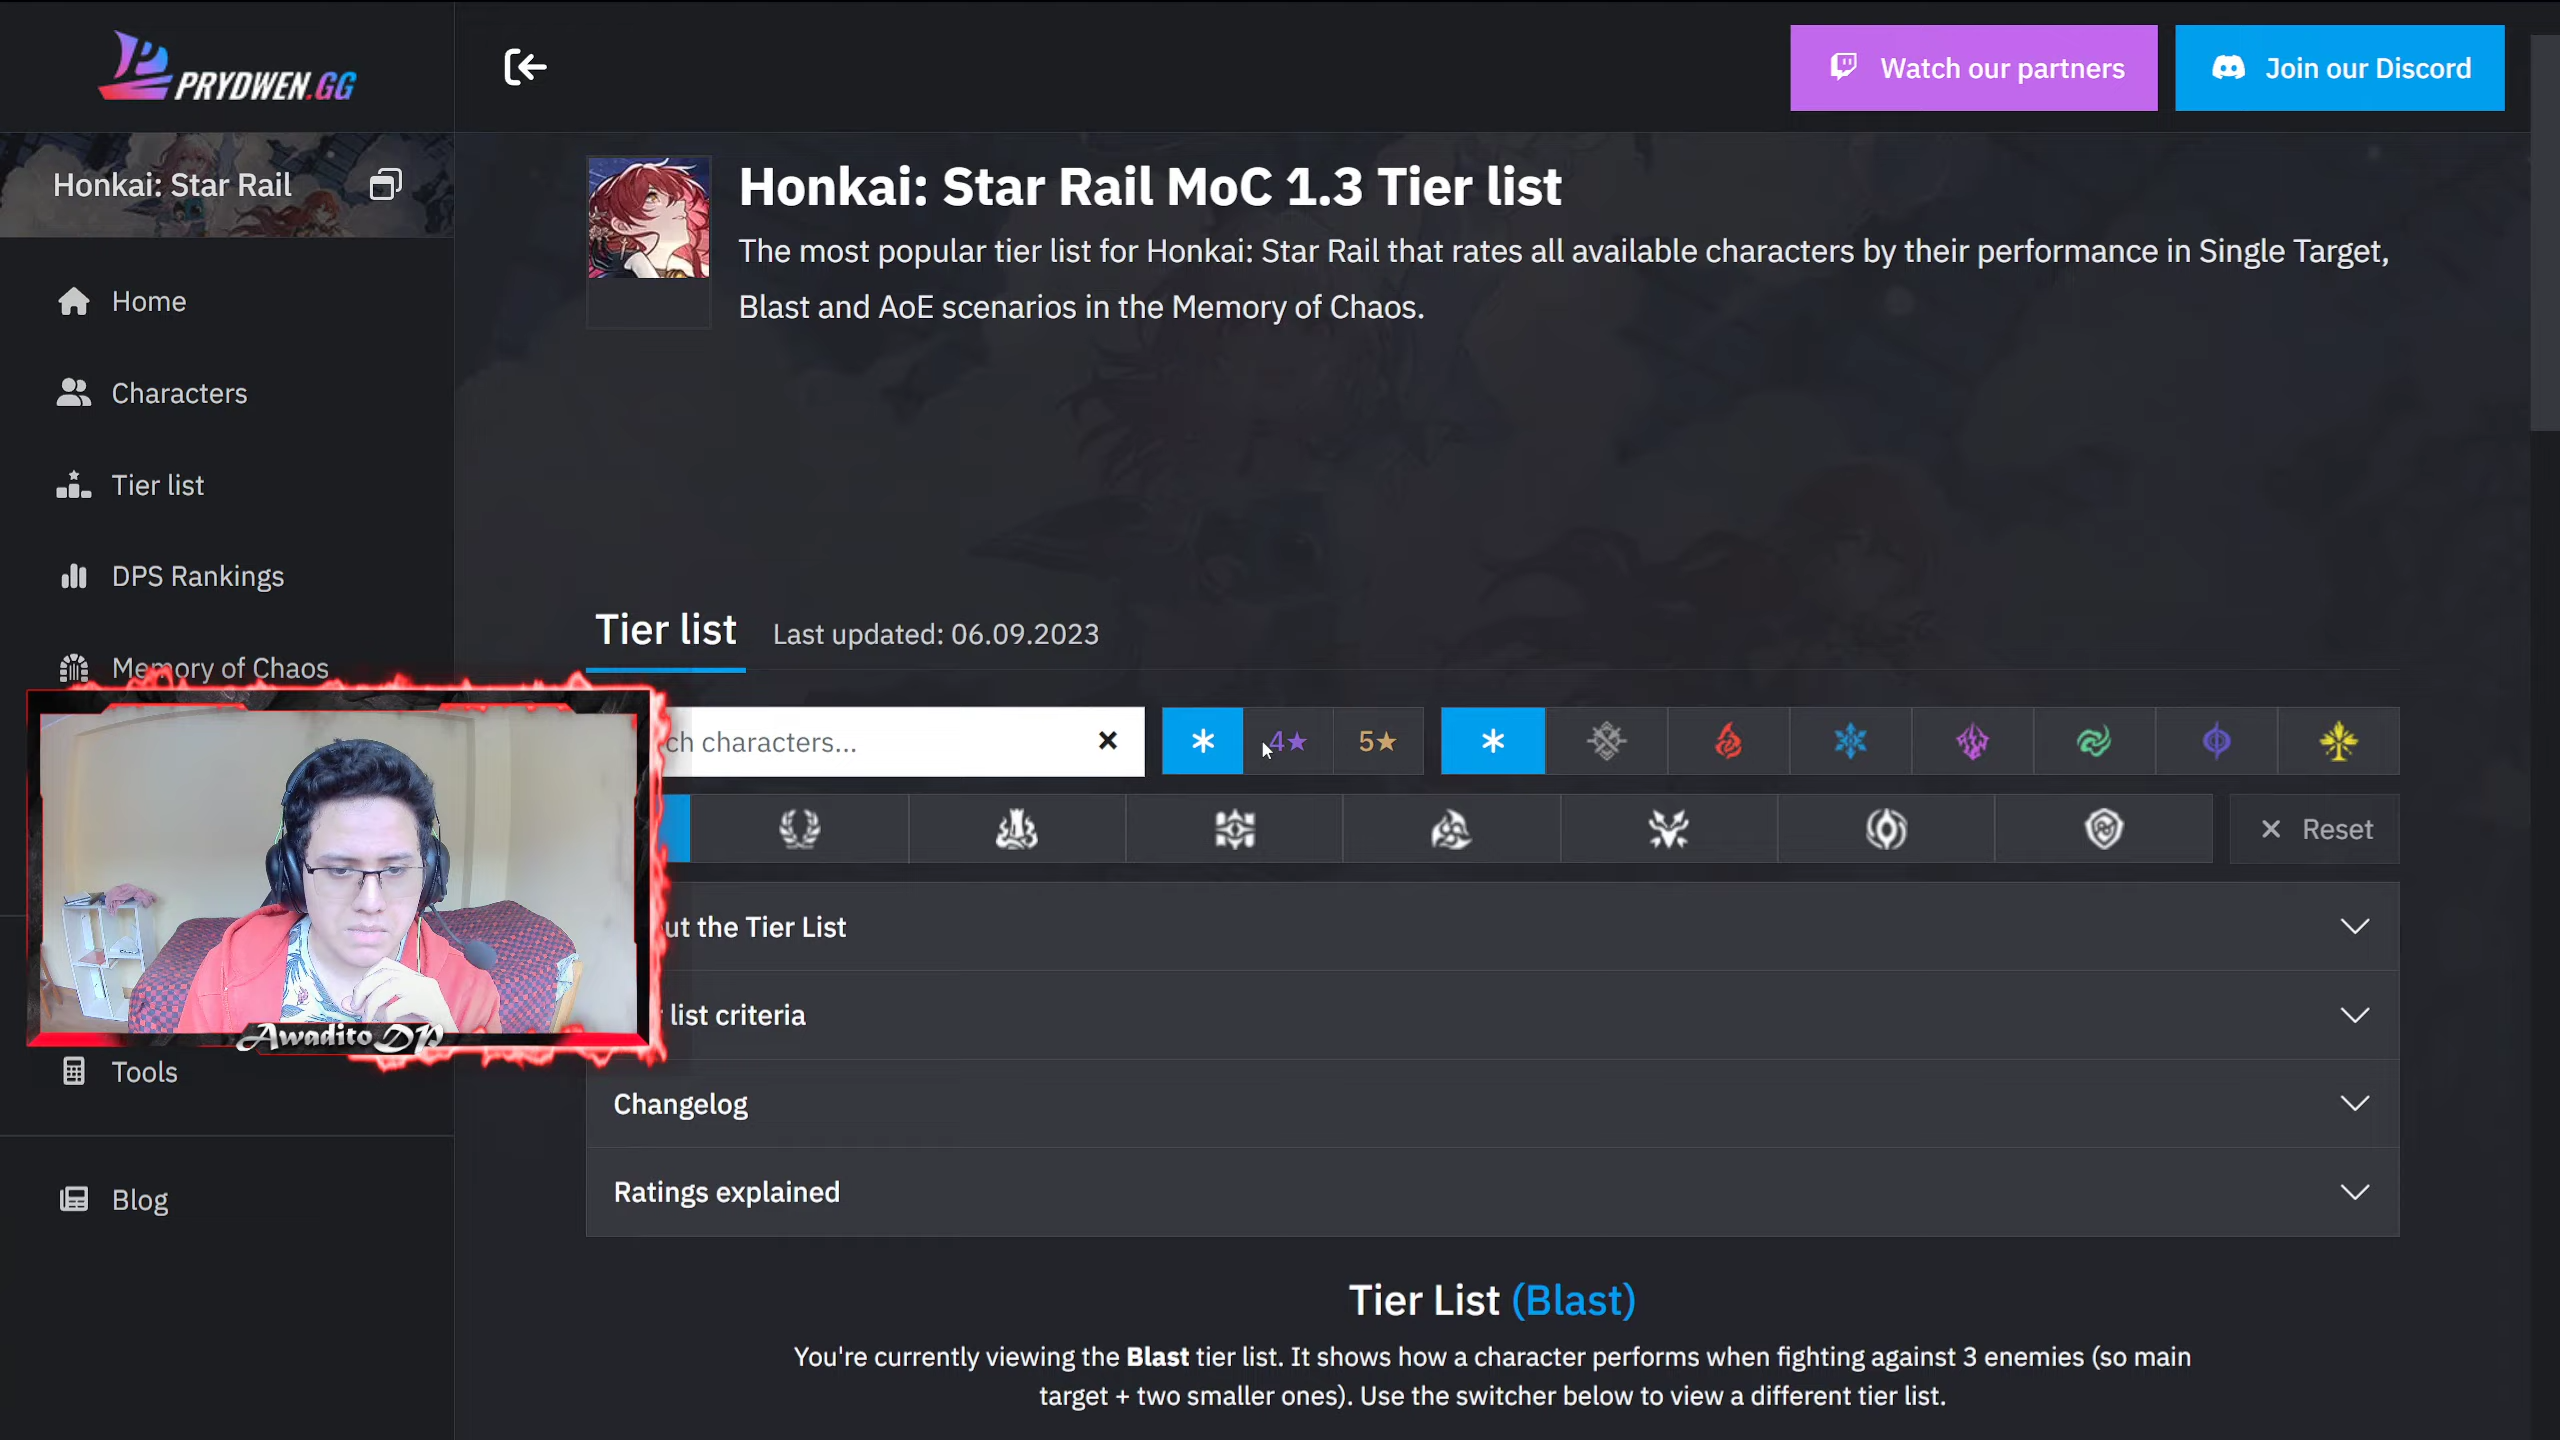 PRYDWEN.GG
Watch our partners
Join our Discord
Honkai: Star Rail
Honkai: Star Rail MoC 1.3 Tier list
The most popular tier list for Honkai: Star Rail that rates all available characters by their performance in Single Target,
Blast and AoE scenarios in the Memory of Chaos.
Home
Characters
Tier list
DPS Rankings
Memory of Chaos
Tools
Blog
Tier list
Last updated: 06.09.2023
ch characters...
4★
5★
Reset
ut the Tier List
list criteria
Changelog
Ratings explained
Awadito DP
Tier List (Blast)
You're currently viewing the Blast tier list. It shows how a character performs when fighting against 3 enemies (so main
target + two smaller ones). Use the switcher below to view a different tier list.